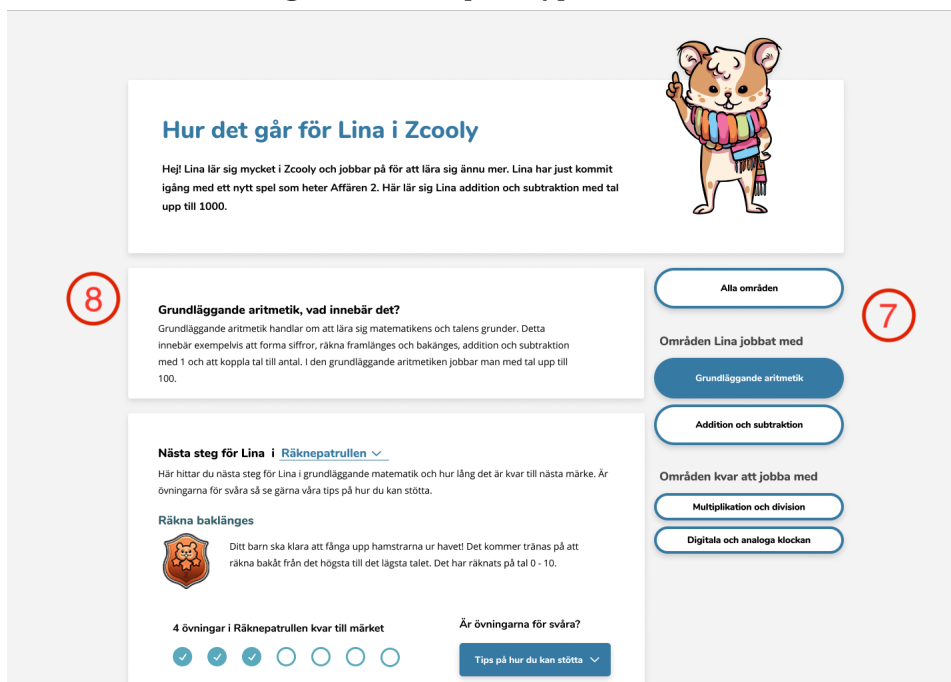 Hur det går för Lina i Zcooly
Hej! Lina lär sig mycket i Zcooly och jobbar på för att lära sig ännu mer. Lina har just kommit
igång med ett nytt spel som heter Affären 2. Här lär sig Lina addition och subtraktion med tal
upp till 1000.
8
Grundläggande aritmetik, vad innebär det?
Grundläggande aritmetik handlar om att lära sig matematikens och talens grunder. Detta
innebär exempelvis att forma siffror, räkna framlänges och bakänges, addition och subtraktion
med 1 och att koppla tal till antal. I den grundläggande aritmetiken jobbar man med tal upp till
100.
Nästa steg för Lina i Räknepatrullen
Här hittar du nästa steg för Lina i grundläggande matematik och hur lång det är kvar till nästa märke. Är
övningarna för svåra så se gärna våra tips på hur du kan stötta.
Räkna baklänges
Ditt barn ska klara att fånga upp hamstrarna ur havet! Det kommer tränas på att
räkna bakåt från det högsta till det lägsta talet. Det har räknats på tal 0 - 10.
4 övningar i Räknepatrullen kvar till märket
Är övningarna för svåra?
Tips på hur du kan stötta
Alla områden
7
Områden Lina jobbat med
Grundläggande aritmetik
Addition och subtraktion
Områden kvar att jobba med
Multiplikation och division
Digitala och analoga klockan